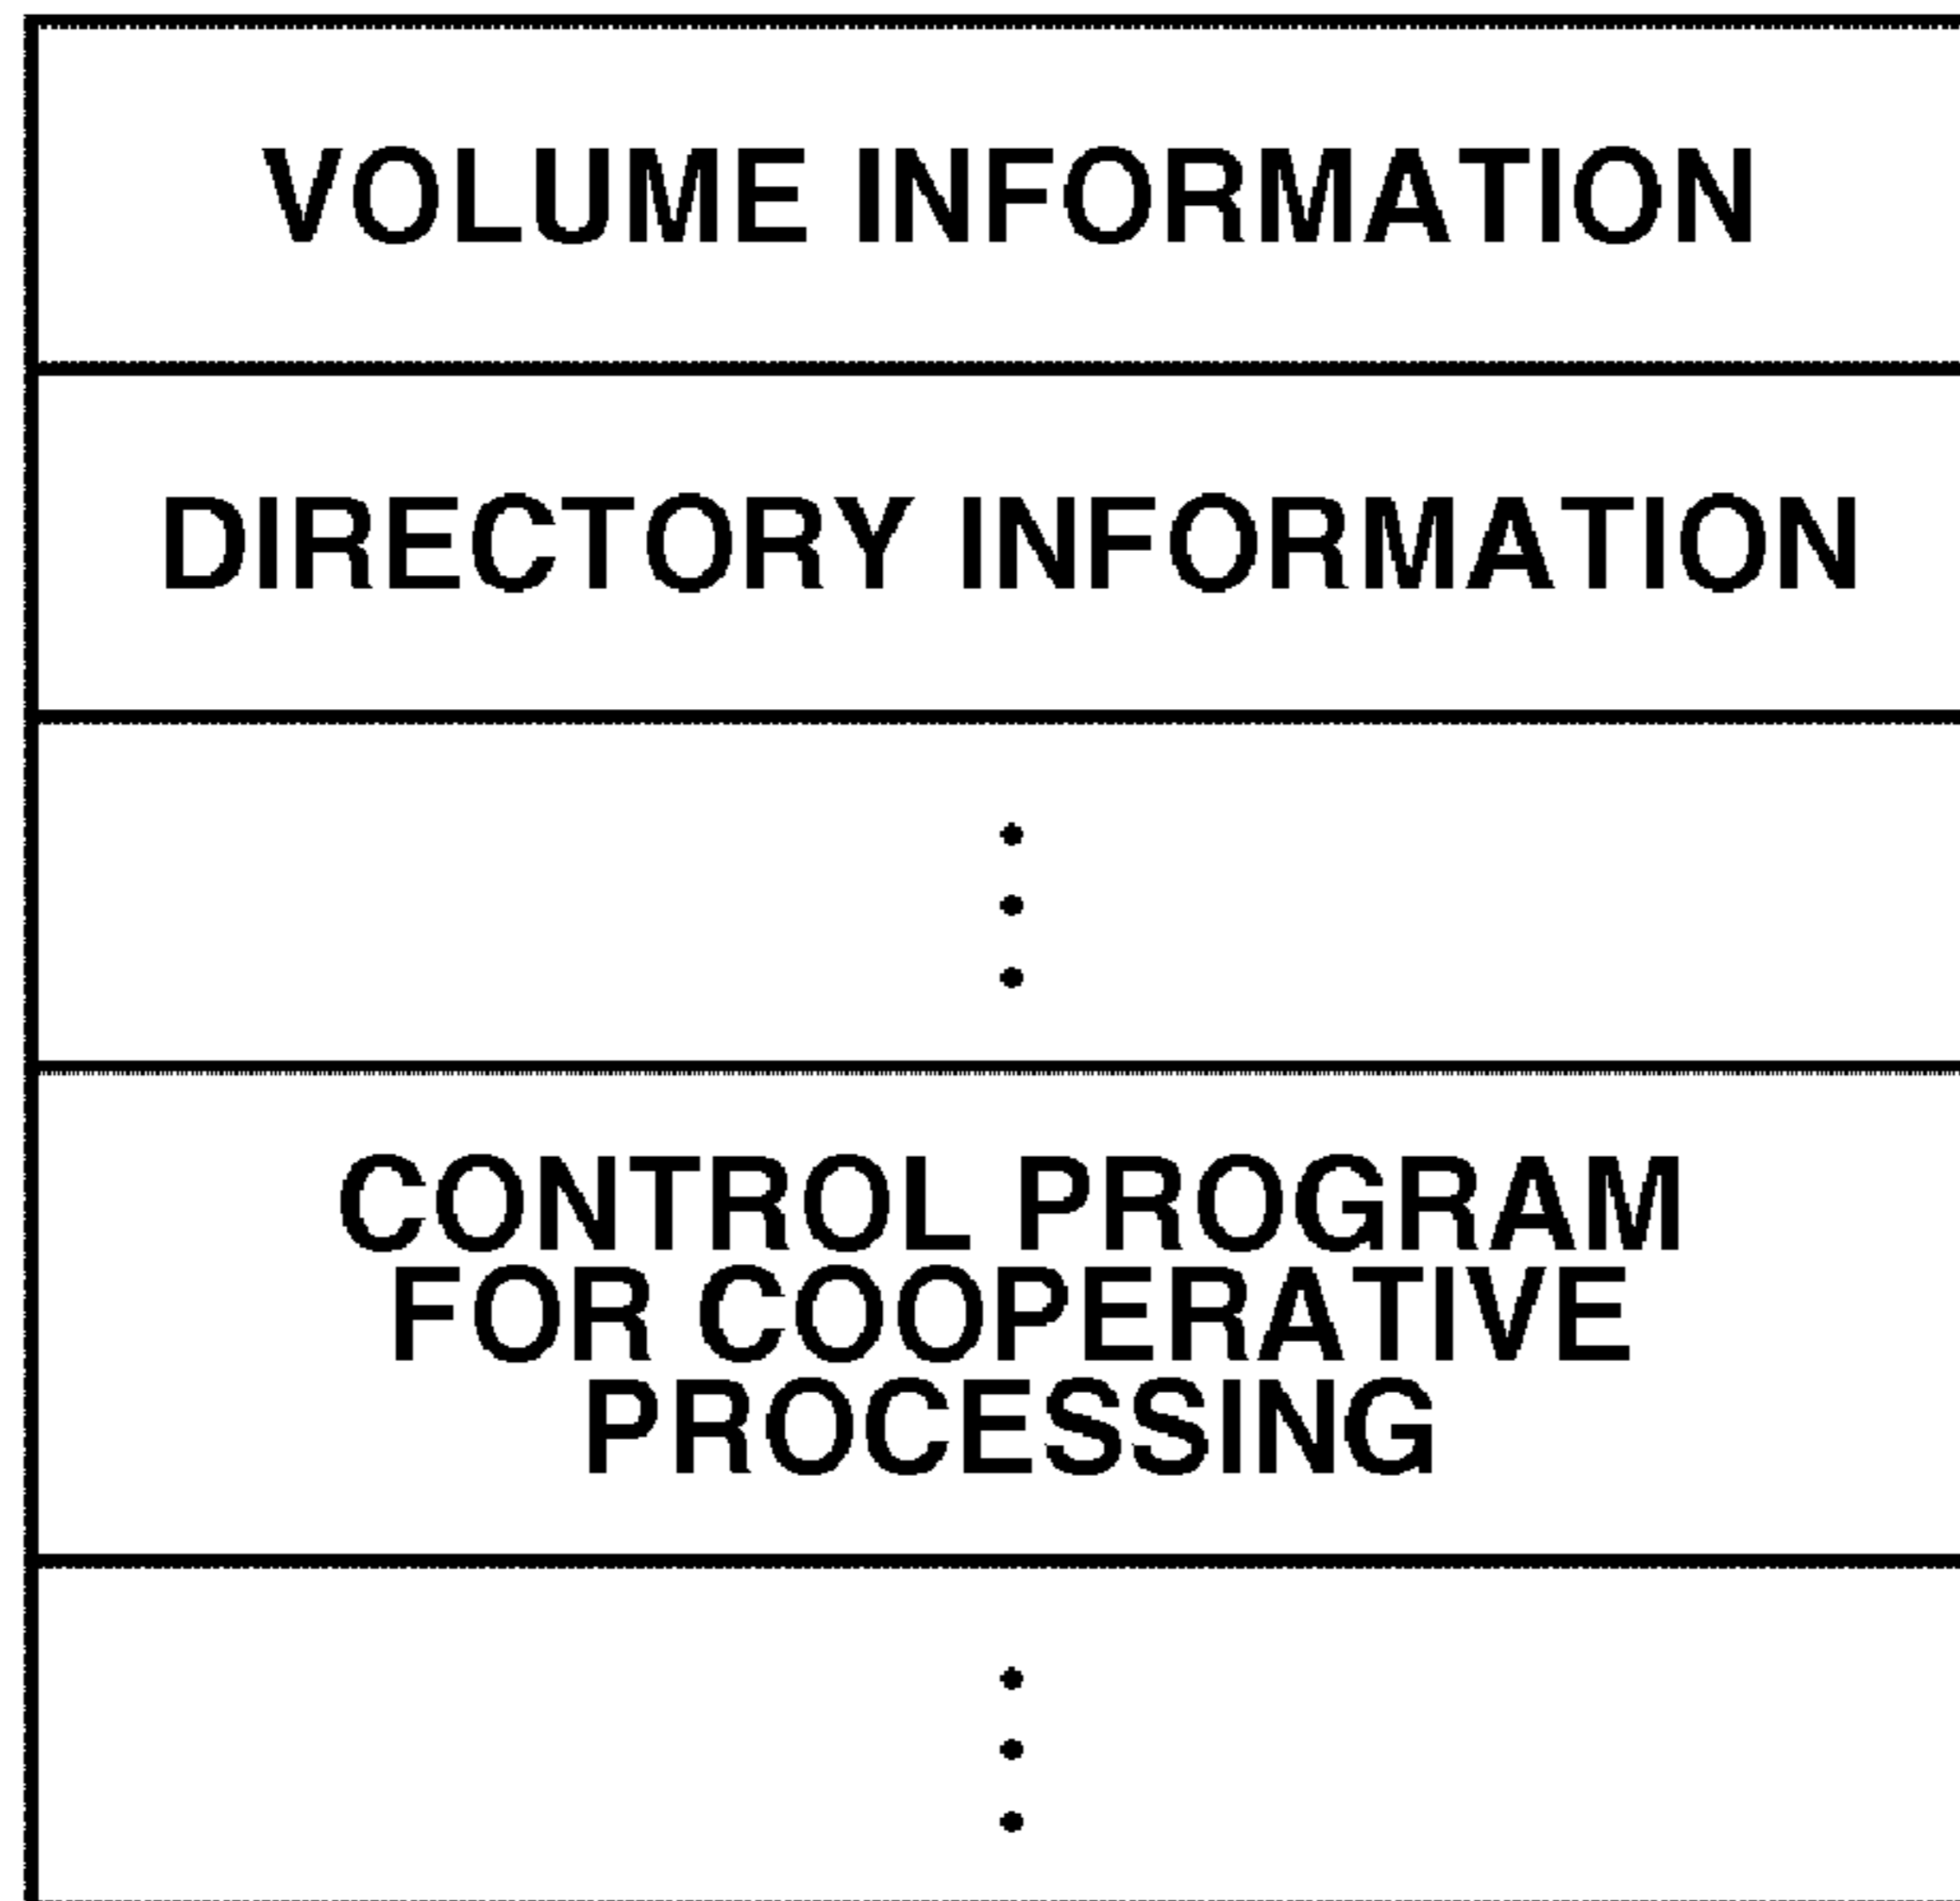 VOLUME INFORMATION
DIRECTORY INFORMATION
CONTROL PROGRAM
FOR COOPERATIVE
PROCESSING